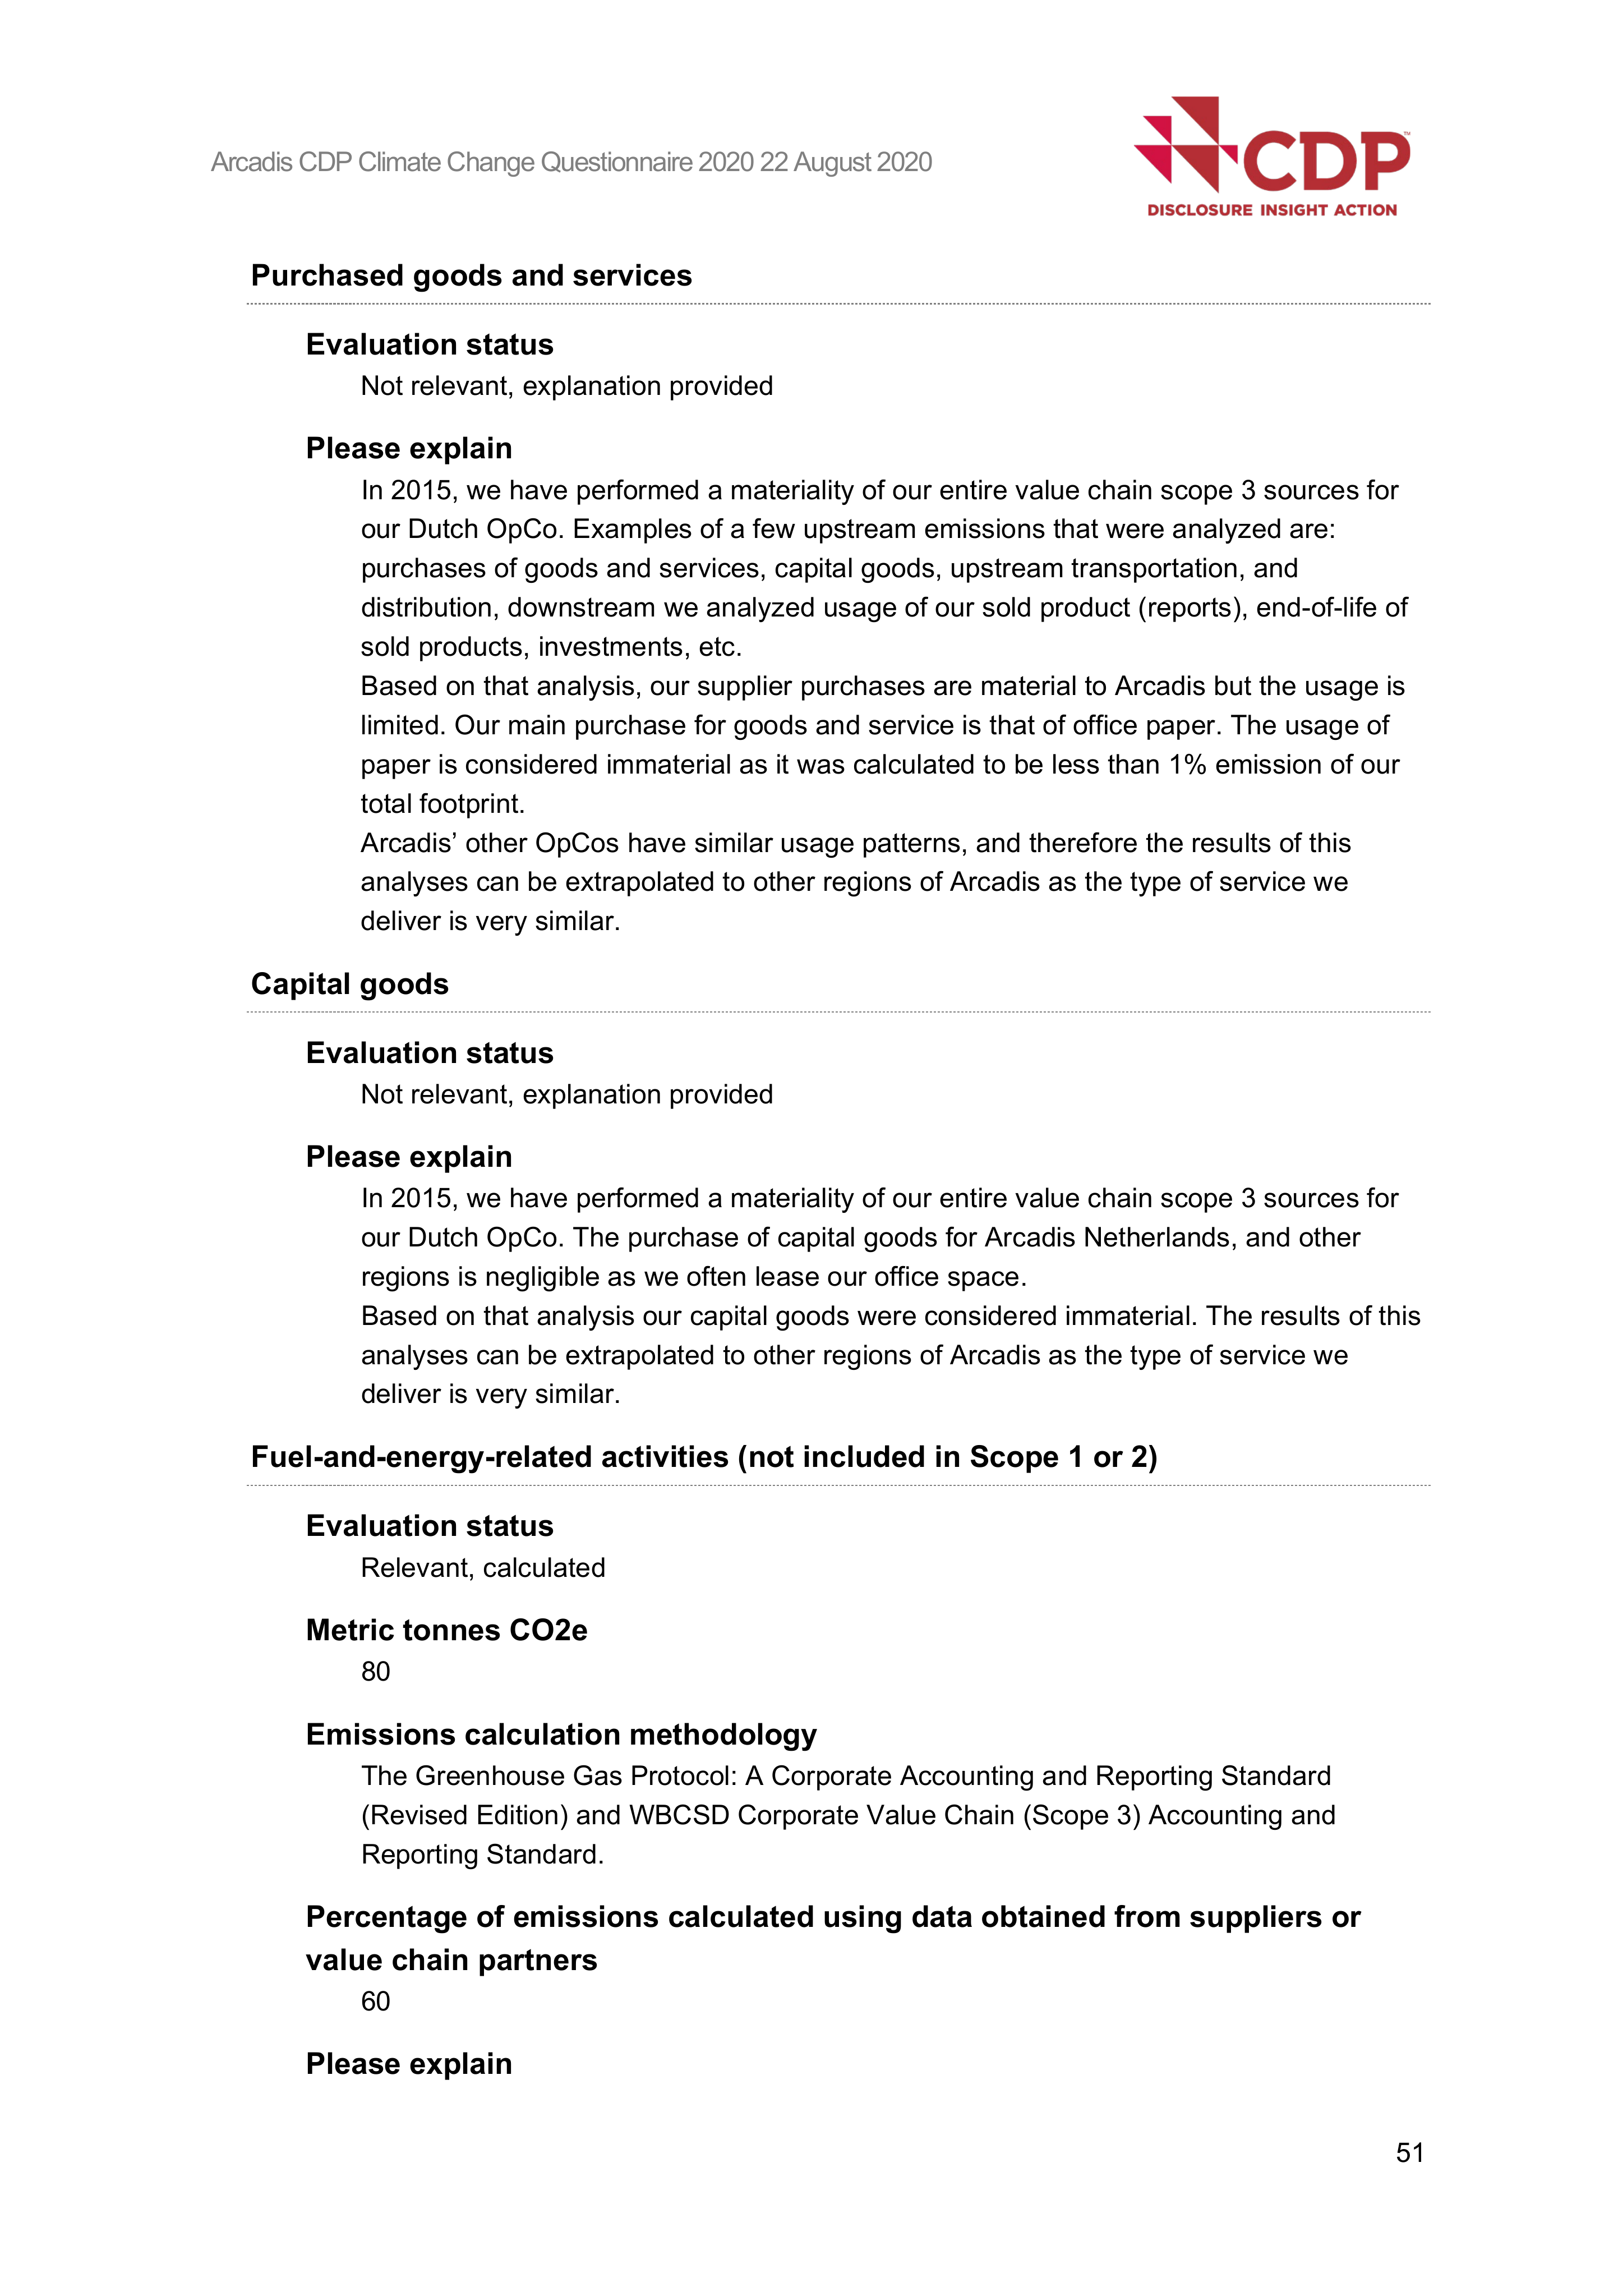 Arcadis CDP Climate Change Questionnaire 2020 22 August 2020
CDP™
DISCLOSURE INSIGHT ACTION
Purchased goods and services
Evaluation status
Not relevant, explanation provided
Please explain
In 2015, we have performed a materiality of our entire value chain scope 3 sources for
our Dutch OpCo. Examples of a few upstream emissions that were analyzed are:
purchases of goods and services, capital goods, upstream transportation, and
distribution, downstream we analyzed usage of our sold product (reports), end-of-life of
sold products, investments, etc.
Based on that analysis, our supplier purchases are material to Arcadis but the usage is
limited. Our main purchase for goods and service is that of office paper. The usage of
paper is considered immaterial as it was calculated to be less than 1% emission of our
total footprint.
Arcadis’ other OpCos have similar usage patterns, and therefore the results of this
analyses can be extrapolated to other regions of Arcadis as the type of service we
deliver is very similar.
Capital goods
Evaluation status
Not relevant, explanation provided
Please explain
In 2015, we have performed a materiality of our entire value chain scope 3 sources for
our Dutch OpCo. The purchase of capital goods for Arcadis Netherlands, and other
regions is negligible as we often lease our office space.
Based on that analysis our capital goods were considered immaterial. The results of this
analyses can be extrapolated to other regions of Arcadis as the type of service we
deliver is very similar.
Fuel-and-energy-related activities (not included in Scope 1 or 2)
Evaluation status
Relevant, calculated
Metric tonnes CO2e
80
Emissions calculation methodology
The Greenhouse Gas Protocol: A Corporate Accounting and Reporting Standard
(Revised Edition) and WBCSD Corporate Value Chain (Scope 3) Accounting and
Reporting Standard.
Percentage of emissions calculated using data obtained from suppliers or
value chain partners
60
Please explain
51